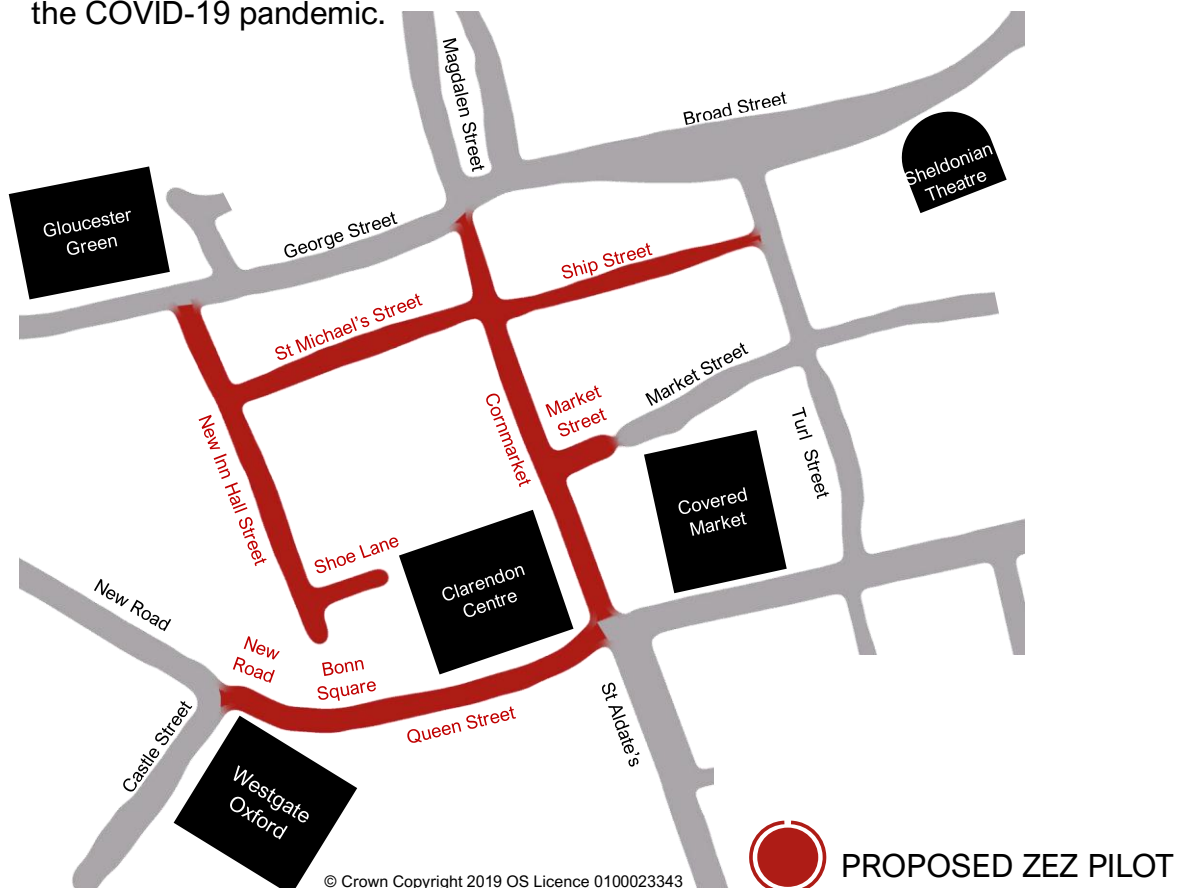 the COVID-19 pandemic.
Magdalen Street
Broad Street
Sheldonian
Theatre
Gloucester
Green
George Street
Ship Street
St Michael's Street
Market Street
Market
Street
Cornmarket
Turl Street
New Inn Hall Street
Covered
Market
Shoe Lane
Clarendon
Centre
New Road
New
Road
Bonn
Square
Queen Street
St Aldate's
Castle Street
Westgate
Oxford
PROPOSED ZEZ PILOT
© Crown Copyright 2019 OS Licence 0100023343